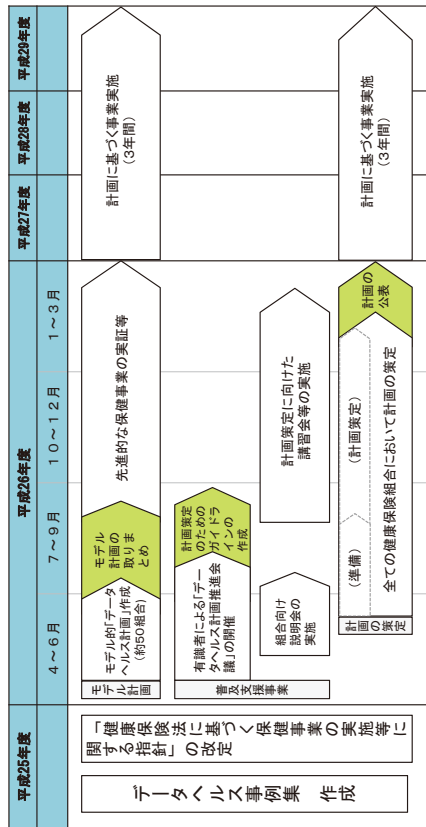 平成25年度
平成26年度
平成27年度
平成28年度
平成29年度
4～6月
7～9月
10～12月
1～3月
「健康保険法に基づく保健事業の実施等に
関する指針」の改定
データヘルス事例集　作成
モデル計画
モデル的「データ
ヘルス計画」作成
（約50組合）
モデル
計画の
取りま
とめ
先進的な保健事業の実証等
計画に基づく事業実施
（3年間）
普及支援事業
有識者による「デー
タヘルス計画推進会
議」の開催
計画策定
のための
ガイドラ
インの
作成
組合向け
説明会の
実施
計画策定に向けた
講習会等の実施
計画の策定
（準備）
（計画策定）
全ての健康保険組合において計画の策定
計画の
公表
計画に基づく事業実施
（3年間）